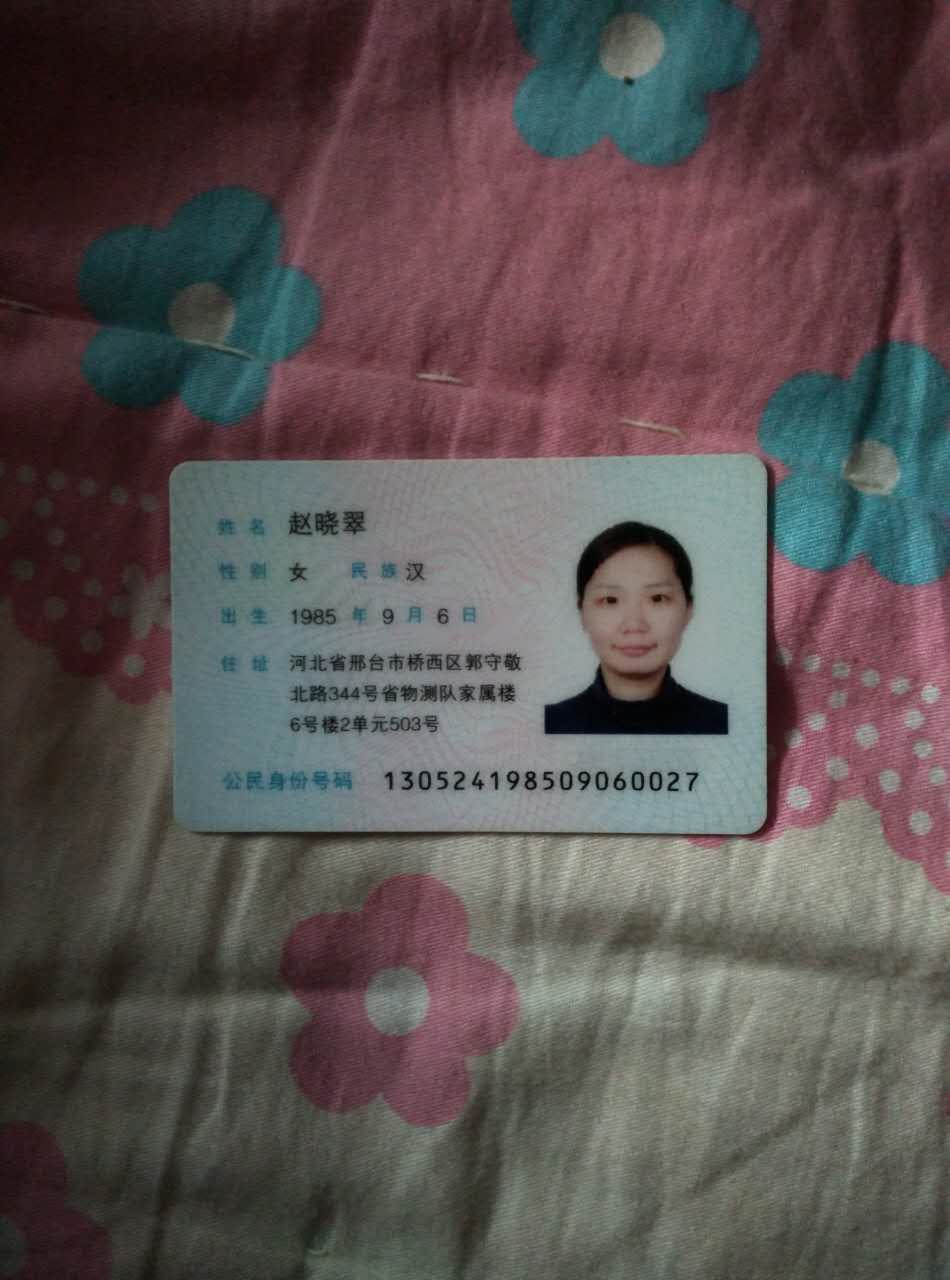 姓名 赵晓翠
性别 女 民族 汉
出生 1985 年 9 月 6 日
住址 河北省邢台市桥西区郭守敬
北路344号省物测队家属楼
6号楼2单元503号
公民身份号码 130524198509060027